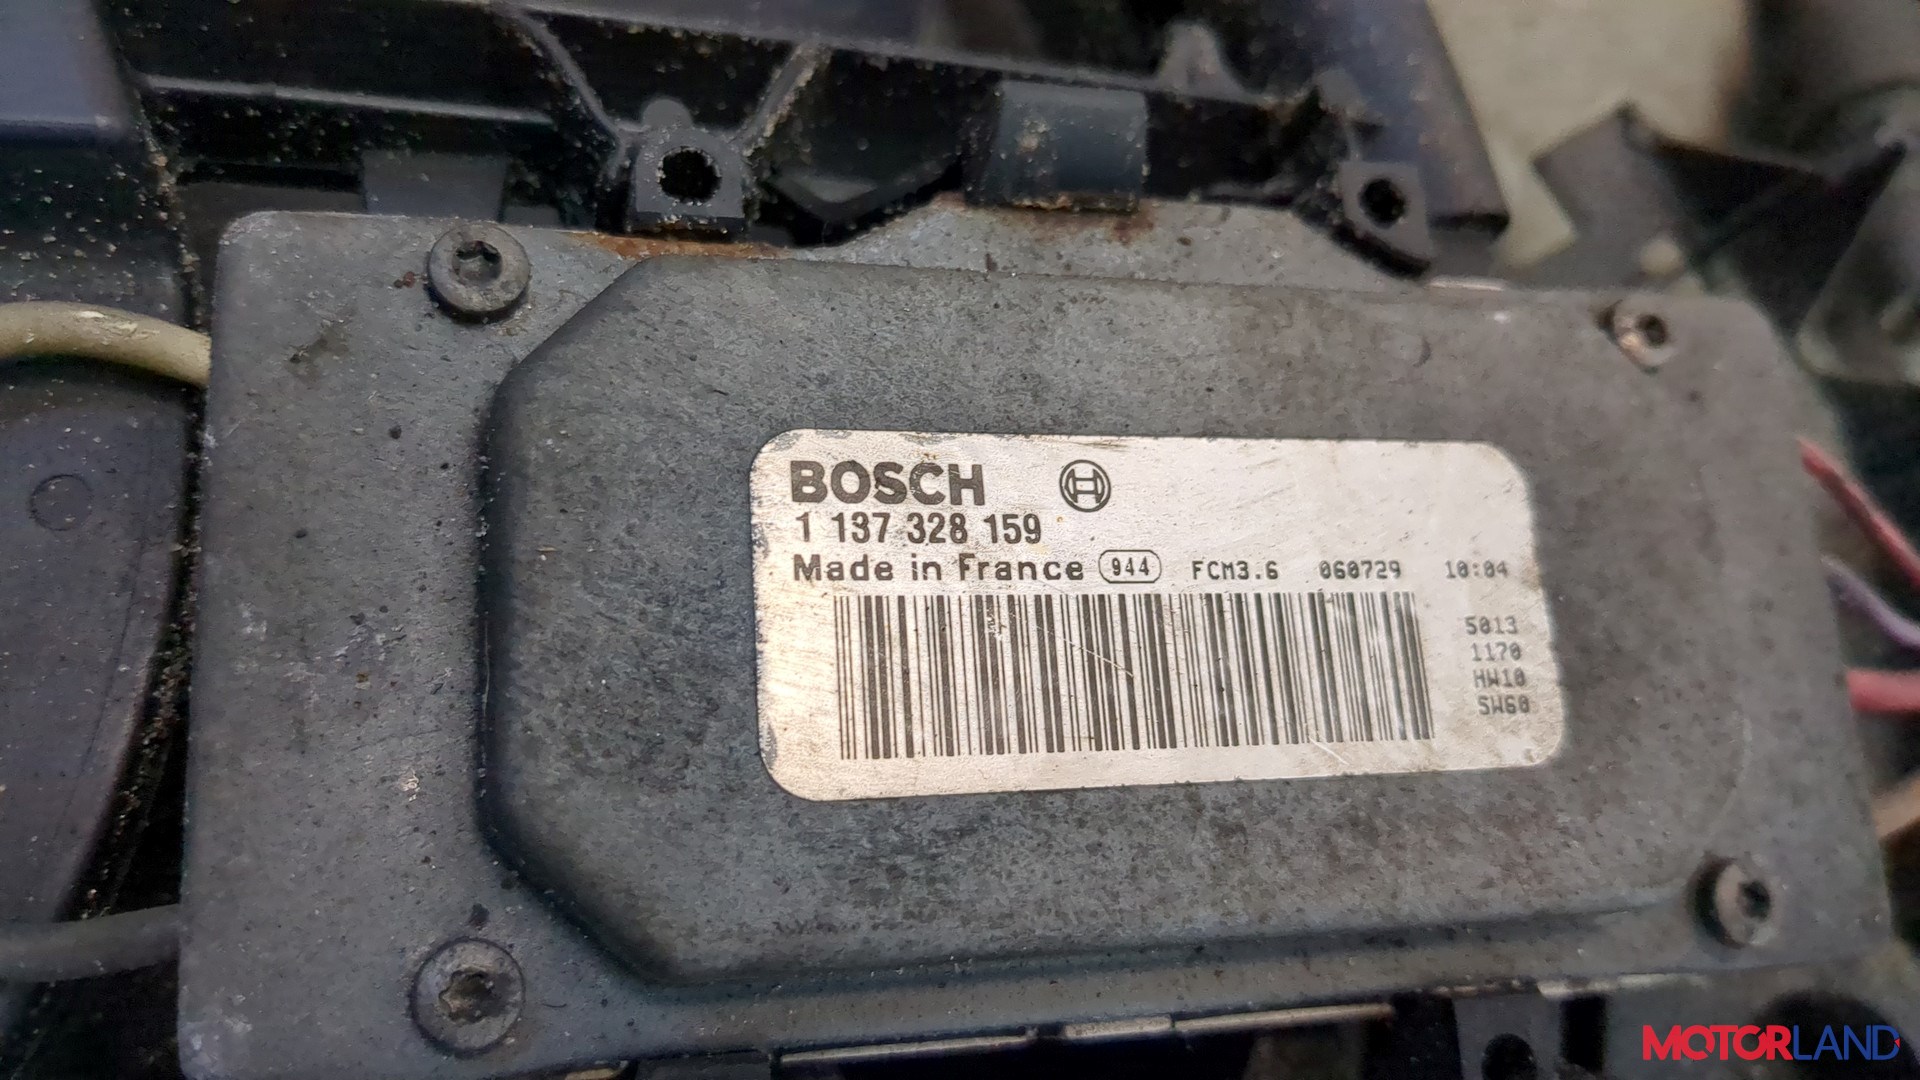 BOSCH
1 137 328 159
Made in France 944 FCM3.6 060729 10:04
5013
1170
HW10
SW60
MOTORLAND